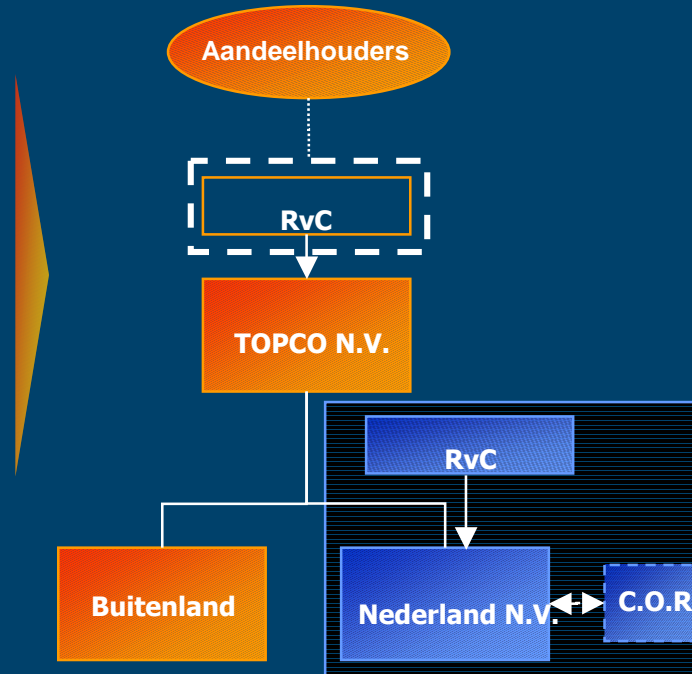 Aandeelhouders
RvC
TOPCO N.V.
RvC
Buitenland
Nederland N.V.
C.O.R